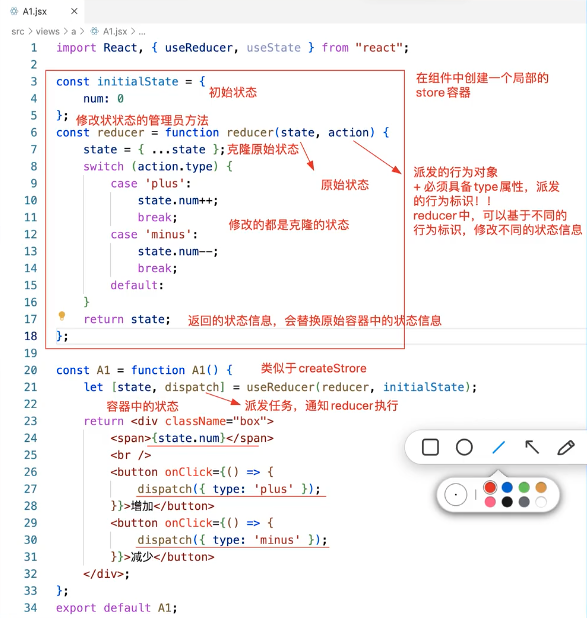 A1.jsx ×
src > views > a > A1.jsx > ...
1 import React, { useReducer, useState } from "react";
2
3 const initialState = {
初始状态
4 num: 0
5 };
修改状状态的管理员方法
6 const reducer = function reducer(state, action) {
7 state = { ...state };
克隆原始状态
8 switch (action.type) {
9 case 'plus':
原始状态
10 state.num++;
11 break;
修改的都是克隆的状态
12 case 'minus':
13 state.num--;
14 break;
15 default:
16 }
17 return state;
返回的状态信息，会替换原始容器中的状态信息
18 };
在组件中创建一个局部的
store容器
派发的行为对象
+ 必须具备type属性，派发
的行为标识！！
reducer中，可以基于不同的
行为标识，修改不同的状态信息
19
20 const A1 = function A1() {
类似于createStrore
21 let [state, dispatch] = useReducer(reducer, initialState);
22
容器中的状态
派发任务，通知reducer执行
23 return <div className="box">
24 <span>{state.num}</span>
25 <br />
26 <button onClick={() => {
27 dispatch({ type: 'plus' });
28 }}>增加</button>
29 <button onClick={() => {
30 dispatch({ type: 'minus' });
31 }}>减少</button>
32 </div>;
33 };
34 export default A1;